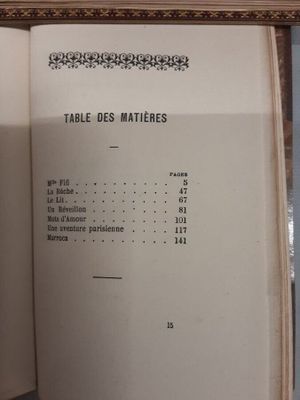 TABLE DES MATIÈRES
PAGES
Mlle Fifi . . . . . . . . . . 5
La Bûche . . . . . . . . . . 47
Le Lit . . . . . . . . . . 67
Un Réveillon . . . . . . . . 81
Mots d'Amour . . . . . . . . 101
Une aventure parisienne . . . . 117
Marroca . . . . . . . . . . 141
15